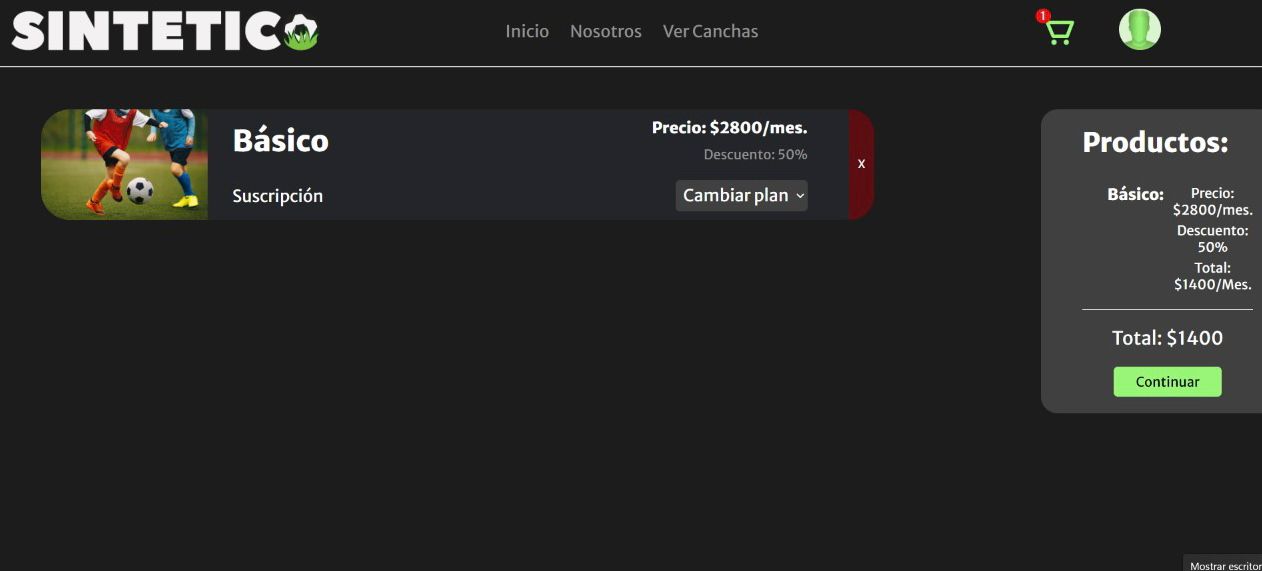 SINTETICO
Inicio Nosotros Ver Canchas
1
Básico
Precio: $2800/mes.
Descuento: 50%
Suscripción
Cambiar plan
x
Productos:
Básico:
Precio:
$2800/mes.
Descuento:
50%
Total:
$1400/Mes.
Total: $1400
Continuar
Mostrar escritor